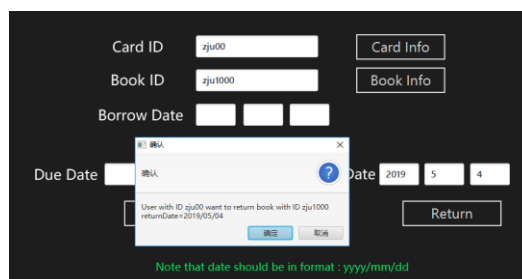 Card ID zju00 Card Info
Book ID zju1000 Book Info
Borrow Date
确认
确认
Due Date Date 2019 5 4
User with ID zju00 want to return book with ID zju1000
returnDate=2019/05/04
确定 取消
Return
Note that date should be in format : yyyy/mm/dd